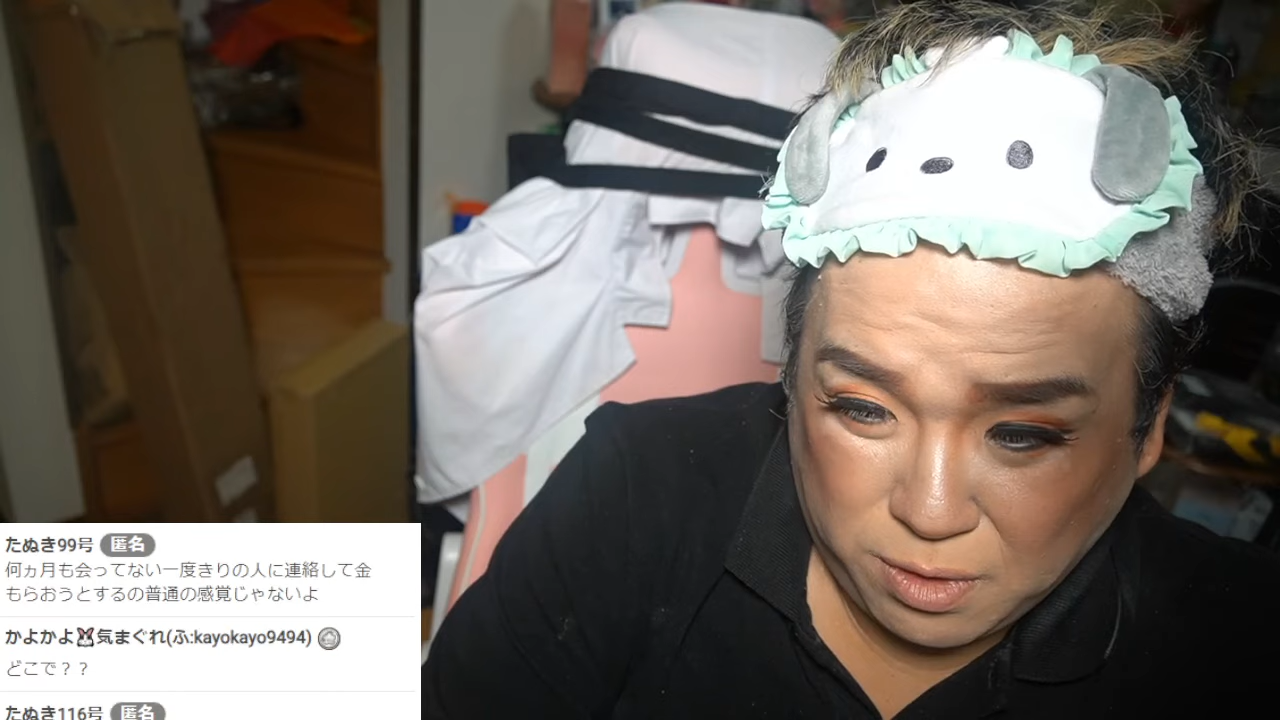 たぬき99号 匿名
何ヵ月も会ってない一度きりの人に連絡して金
もらおうとするの普通の感覚じゃないよ
かよかよ🐰気まぐれ(ふ:kayokayo9494)
どこで？？
たぬき116号 匿名